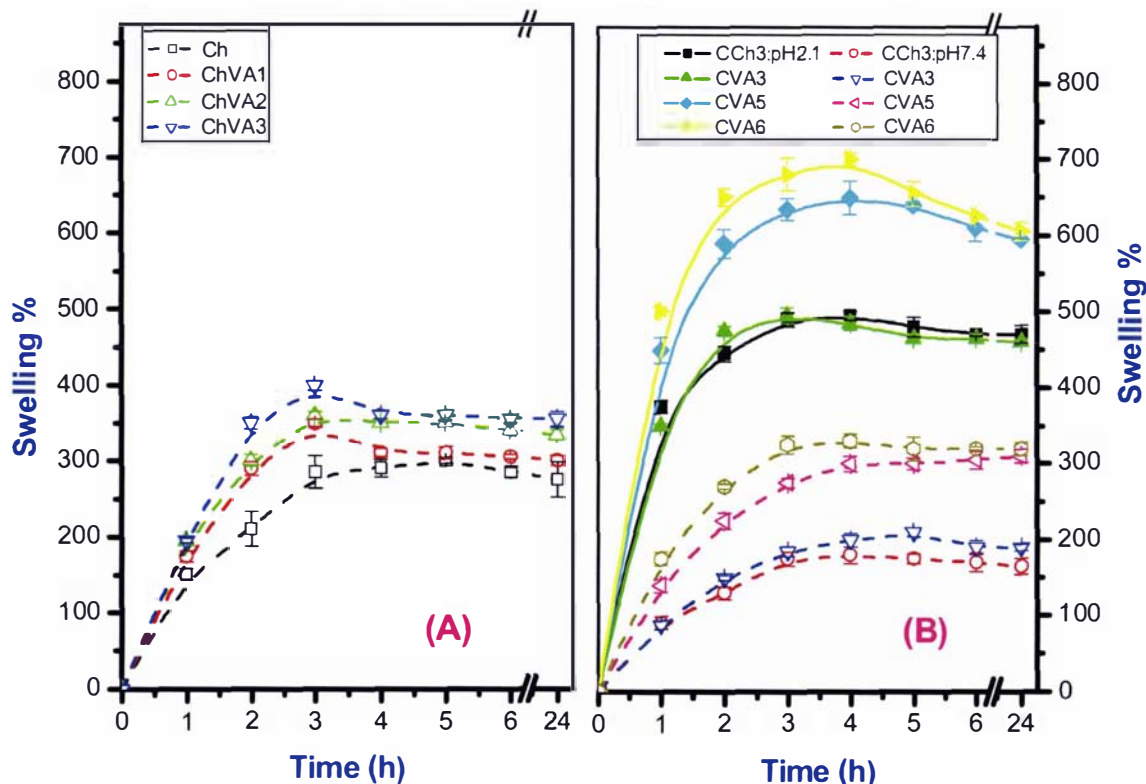 Ch
ChVA1
ChVA2
ChVA3
800
700
600
500
400
300
200
100
0
Swelling %
(A)
0 1 2 3 4 5 6 24
Time (h)
CCh3:pH2.1 CCh3:pH7.4
CVA3 CVA3
CVA5 CVA5
CVA6 CVA6
800
700
600
500
400
300
200
100
0
Swelling %
(B)
0 1 2 3 4 5 6 24
Time (h)